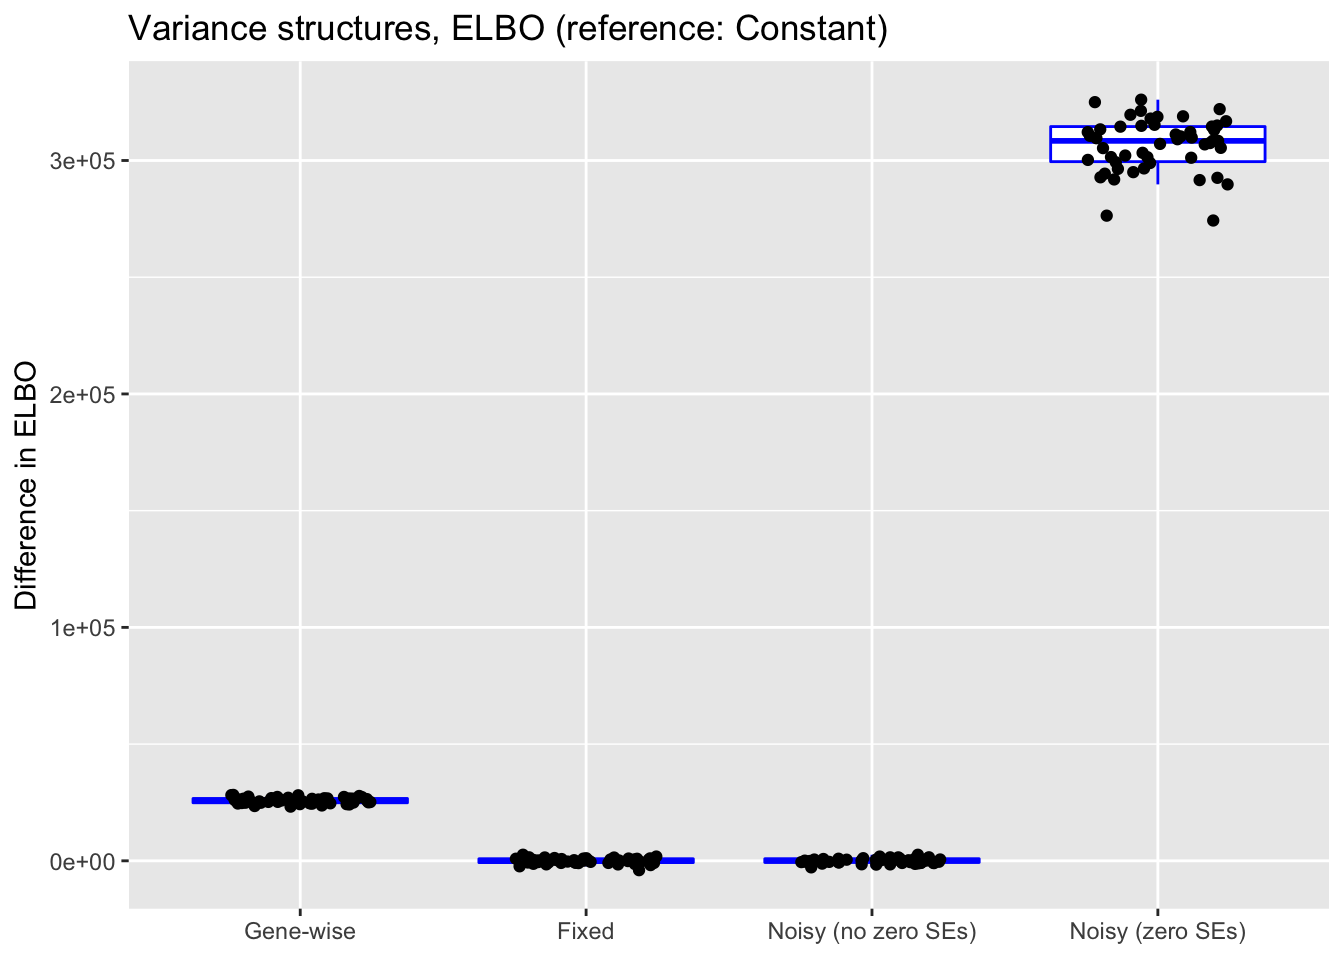 Variance structures, ELBO (reference: Constant)
Difference in ELBO
3e+05
2e+05
1e+05
0e+00
Gene-wise
Fixed
Noisy (no zero SEs)
Noisy (zero SEs)